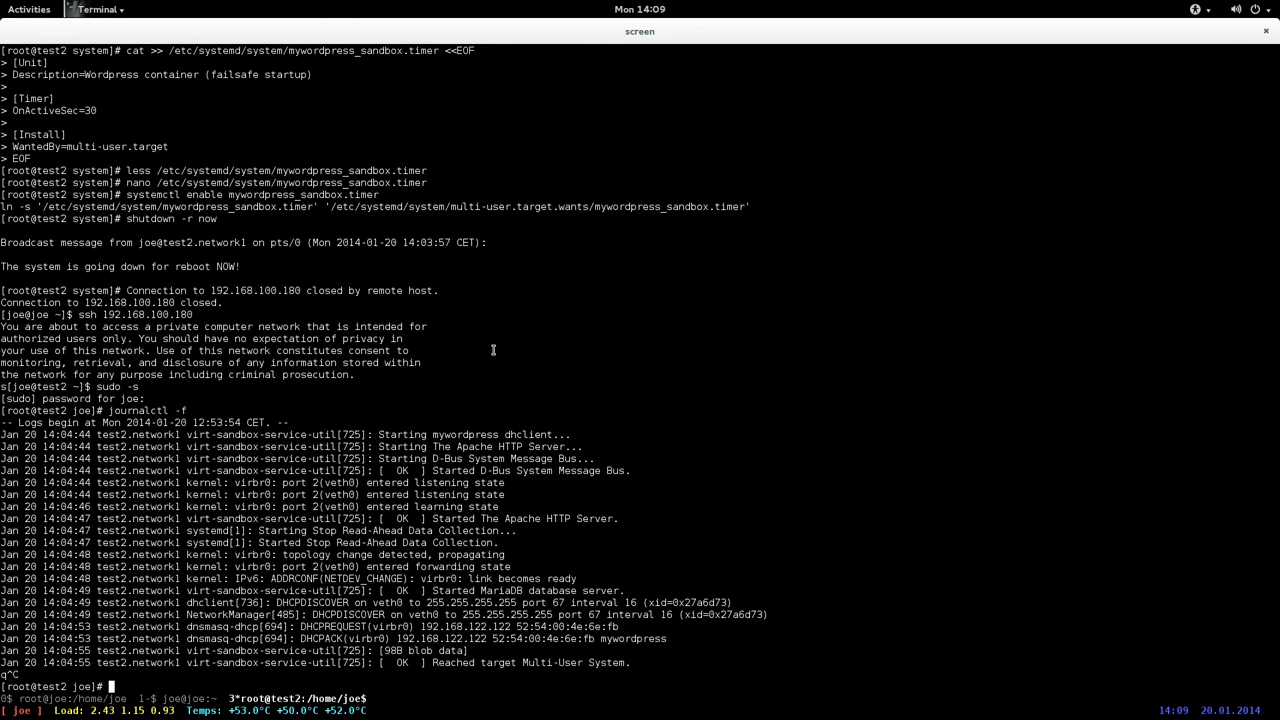 Activities Terminal Mon 14:09
screen ×
[root@test2 system]# cat >> /etc/systemd/system/mywordpress_sandbox.timer <<EOF
> [Unit]
> Description=Wordpress container (failsafe startup)
>
> [Timer]
> OnActiveSec=30
>
> [Install]
> WantedBy=multi-user.target
> EOF
[root@test2 system]# less /etc/systemd/system/mywordpress_sandbox.timer
[root@test2 system]# nano /etc/systemd/system/mywordpress_sandbox.timer
[root@test2 system]# systemctl enable mywordpress_sandbox.timer
ln -s '/etc/systemd/system/mywordpress_sandbox.timer' '/etc/systemd/system/multi-user.target.wants/mywordpress_sandbox.timer'
[root@test2 system]# shutdown -r now
Broadcast message from joe@test2.network1 on pts/0 (Mon 2014-01-20 14:03:57 CET):
The system is going down for reboot NOW!
[root@test2 system]# Connection to 192.168.100.180 closed by remote host.
Connection to 192.168.100.180 closed.
[joe@joe ~]$ ssh 192.168.100.180
You are about to access a private computer network that is intended for
authorized users only. You should have no expectation of privacy in
your use of this network. Use of this network constitutes consent to
monitoring, retrieval, and disclosure of any information stored within
the network for any purpose including criminal prosecution.
s[joe@test2 ~]$ sudo -s
[sudo] password for joe:
[root@test2 joe]# journalctl -f
-- Logs begin at Mon 2014-01-20 12:53:54 CET. --
Jan 20 14:04:44 test2.network1 virt-sandbox-service-util[725]: Starting mywordpress dhclient...
Jan 20 14:04:44 test2.network1 virt-sandbox-service-util[725]: Starting The Apache HTTP Server...
Jan 20 14:04:44 test2.network1 virt-sandbox-service-util[725]: Starting D-Bus System Message Bus...
Jan 20 14:04:44 test2.network1 virt-sandbox-service-util[725]: [  OK  ] Started D-Bus System Message Bus.
Jan 20 14:04:44 test2.network1 kernel: virbr0: port 2(veth0) entered listening state
Jan 20 14:04:44 test2.network1 kernel: virbr0: port 2(veth0) entered listening state
Jan 20 14:04:46 test2.network1 kernel: virbr0: port 2(veth0) entered learning state
Jan 20 14:04:47 test2.network1 virt-sandbox-service-util[725]: [  OK  ] Started The Apache HTTP Server.
Jan 20 14:04:47 test2.network1 systemd[1]: Starting Stop Read-Ahead Data Collection...
Jan 20 14:04:47 test2.network1 systemd[1]: Started Stop Read-Ahead Data Collection.
Jan 20 14:04:48 test2.network1 kernel: virbr0: topology change detected, propagating
Jan 20 14:04:48 test2.network1 kernel: virbr0: port 2(veth0) entered forwarding state
Jan 20 14:04:48 test2.network1 kernel: IPv6: ADDRCONF(NETDEV_CHANGE): virbr0: link becomes ready
Jan 20 14:04:49 test2.network1 virt-sandbox-service-util[725]: [  OK  ] Started MariaDB database server.
Jan 20 14:04:49 test2.network1 dhclient[736]: DHCPDISCOVER on veth0 to 255.255.255.255 port 67 interval 16 (xid=0x27a6d73)
Jan 20 14:04:49 test2.network1 NetworkManager[485]: DHCPDISCOVER on veth0 to 255.255.255.255 port 67 interval 16 (xid=0x27a6d73)
Jan 20 14:04:53 test2.network1 dnsmasq-dhcp[694]: DHCPREQUEST(virbr0) 192.168.122.122 52:54:00:4e:6e:fb
Jan 20 14:04:53 test2.network1 dnsmasq-dhcp[694]: DHCPACK(virbr0) 192.168.122.122 52:54:00:4e:6e:fb mywordpress
Jan 20 14:04:55 test2.network1 virt-sandbox-service-util[725]: [98B blob data]
Jan 20 14:04:55 test2.network1 virt-sandbox-service-util[725]: [  OK  ] Reached target Multi-User System.
q^C
[root@test2 joe]#
0$ root@joe:/home/joe  1-$ joe@joe:~  3*root@test2:/home/joe$
[ joe ] Load: 2.43 1.15 0.93  Temps: +53.0°C +50.0°C +52.0°C 14:09  20.01.2014